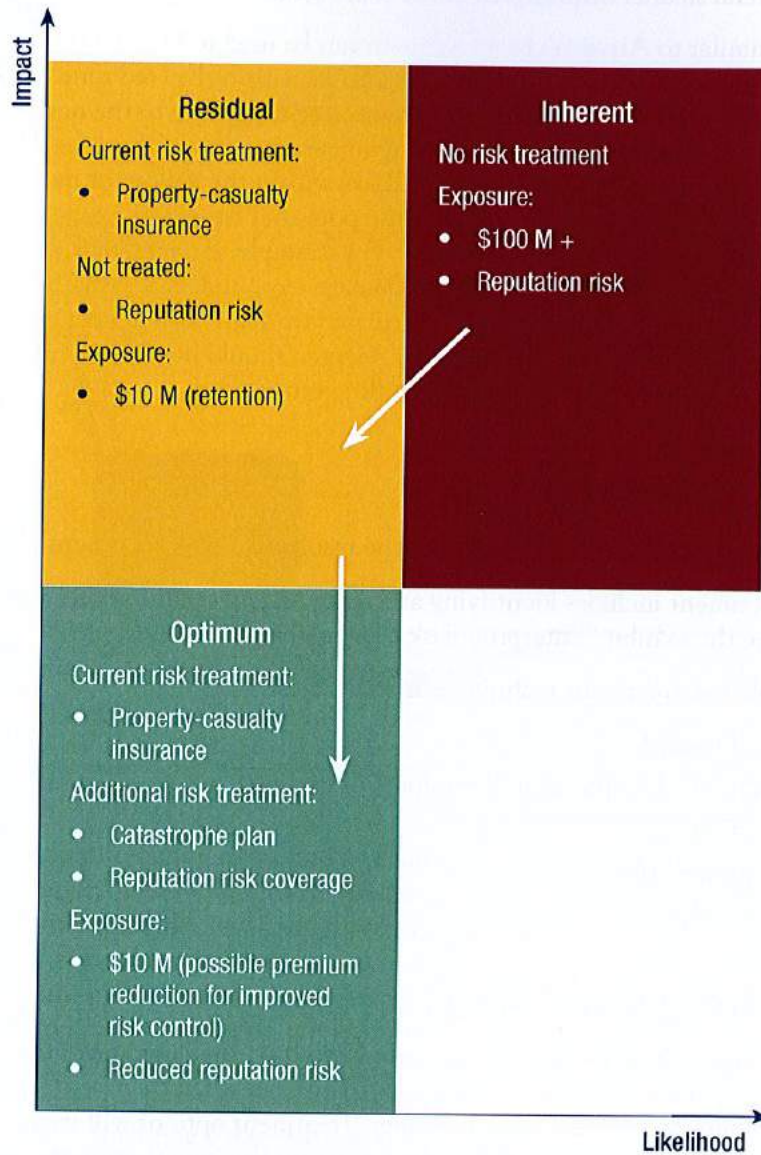 Impact
Residual
Current risk treatment:
• Property-casualty
insurance
Not treated:
• Reputation risk
Exposure:
• $10 M (retention)
Inherent
No risk treatment
Exposure:
• $100 M +
• Reputation risk
Optimum
Current risk treatment:
• Property-casualty
insurance
Additional risk treatment:
• Catastrophe plan
• Reputation risk coverage
Exposure:
• $10 M (possible premium
reduction for improved
risk control)
• Reduced reputation risk
Likelihood